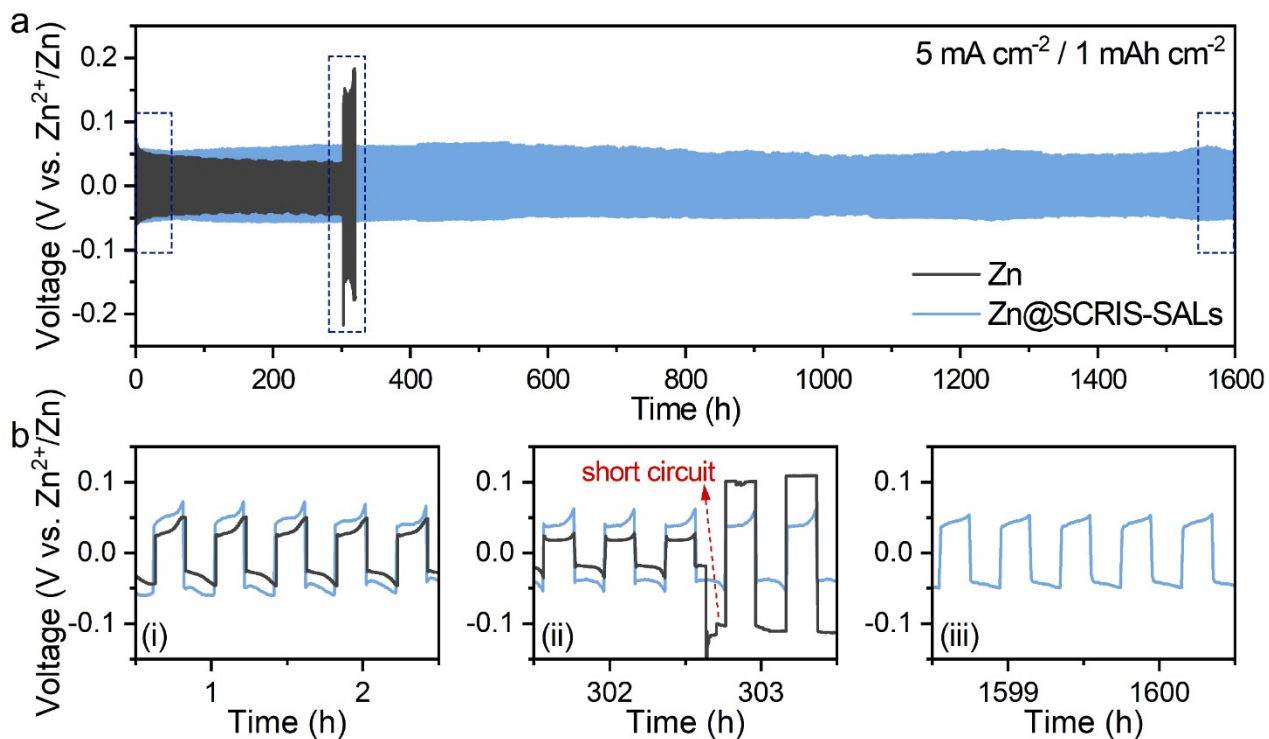 a
5 mA cm⁻² / 1 mAh cm⁻²
Voltage (V vs. Zn²⁺/Zn)
0.2
0.1
0.0
-0.1
-0.2
Zn
Zn@SCRIS-SALs
0 200 400 600 800 1000 1200 1400 1600
Time (h)
b
Voltage (V vs. Zn²⁺/Zn)
0.1
0.0
-0.1
(i)
1 2
Time (h)
0.1
0.0
-0.1
short circuit
(ii)
302 303
Time (h)
0.1
0.0
-0.1
(iii)
1599 1600
Time (h)